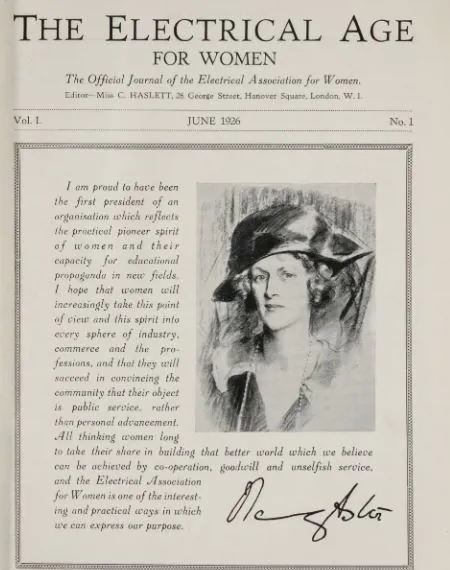 THE ELECTRICAL AGE
FOR WOMEN
The Official Journal of the Electrical Association for Women.
Editor—Miss C. HASLETT, 26 George Street, Hanover Square, London, W. 1.
Vol. I. JUNE 1926 No. 1
I am proud to have been
the first president of an
organisation which reflects
the practical pioneer spirit
of women and their
capacity for educational
propaganda in new fields.
I hope that women will
increasingly take this point
of view and this spirit into
every sphere of industry,
commerce and the pro-
fessions, and that they will
succeed in convincing the
community that their object
is public service, rather
than personal advancement.
All thinking women long
to take their share in building that better world which we believe
can be achieved by co-operation, goodwill and unselfish service,
and the Electrical Association
for Women is one of the interest-
ing and practical ways in which
we can express our purpose.
Nancy Astor